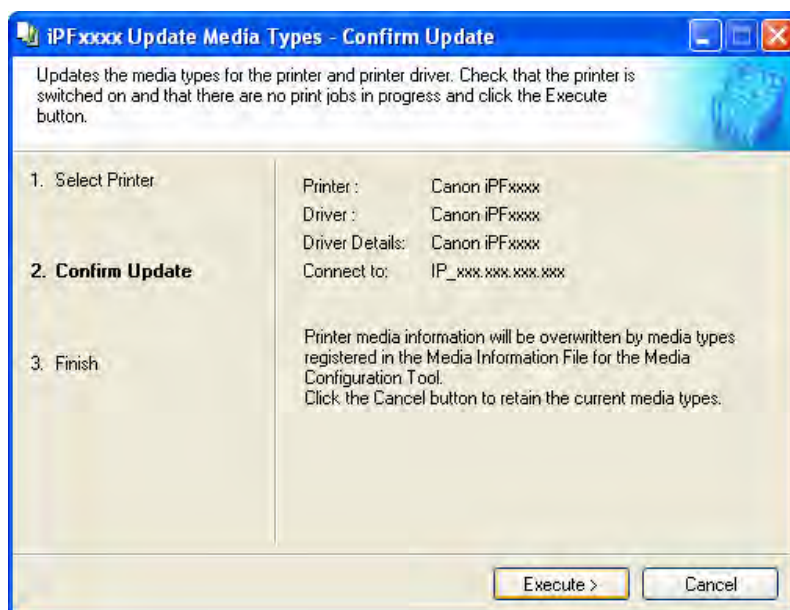 iPFxxxx Update Media Types - Confirm Update
Updates the media types for the printer and printer driver. Check that the printer is
switched on and that there are no print jobs in progress and click the Execute
button.
1. Select Printer
2. Confirm Update
3. Finish
Printer : Canon iPFxxxx
Driver : Canon iPFxxxx
Driver Details: Canon iPFxxxx
Connect to: IP_xxx.xxx.xxx.xxx
Printer media information will be overwritten by media types
registered in the Media Information File for the Media
Configuration Tool.
Click the Cancel button to retain the current media types.
Execute >
Cancel